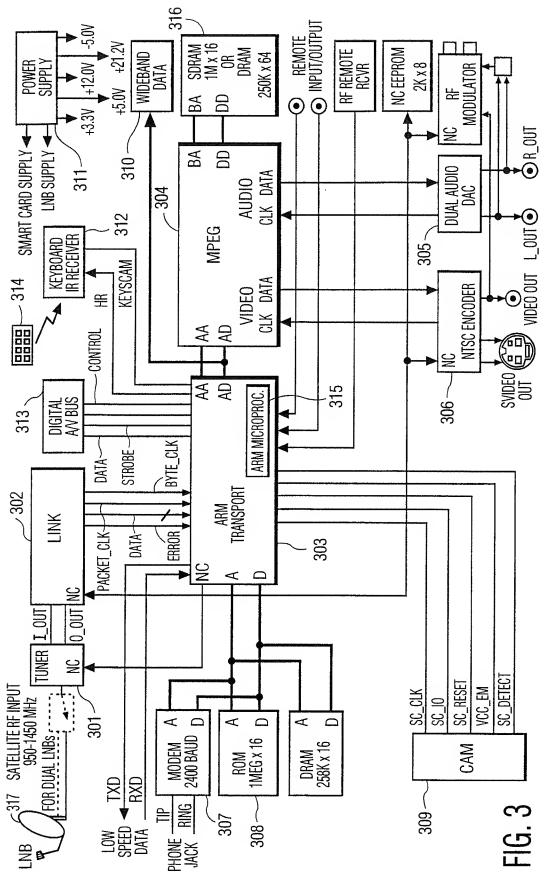 LNB
317
SATELLITE RF INPUT
950-1450 MHz
FOR DUAL LNBs
TUNER
NC
301
I_OUT
O_OUT
302
LINK
NC
PACKET_CLK
DATA
ERROR
BYTE_CLK
313
DIGITAL
A/V BUS
DATA
STROBE
CONTROL
314
KEYBOARD
IR RECEIVER
312
HR
KEYSCAM
SMART CARD SUPPLY
LNB SUPPLY
POWER
SUPPLY
311
+3.3V
+5.0V
+12.0V
+21.2V
-5.0V
310
WIDEBAND
DATA
316
SDRAM
1M x 16
OR
DRAM
250K x 64
BA
DD
304
MPEG
BA
DD
AA
AD
VIDEO
CLK
DATA
AUDIO
CLK
DATA
REMOTE
INPUT/OUTPUT
RF REMOTE
RCVR
NC EEPROM
2K x 8
LOW
SPEED
DATA
TXD
RXD
NC
A
D
ARM
TRANSPORT
AA
AD
ARM MICROPROC.
315
303
PHONE
JACK
TIP
RING
MODEM
2400 BAUD
A
D
307
ROM
1MEG x 16
A
D
308
DRAM
258K x 16
A
D
NC
NTSC ENCODER
306
SVIDEO
OUT
VIDEO OUT
DUAL AUDIO
DAC
305
L_OUT
R_OUT
NC
RF
MODULATOR
309
CAM
SC_CLK
SC_IO
SC_RESET
VCC_EM
SC_DETECT
FIG. 3